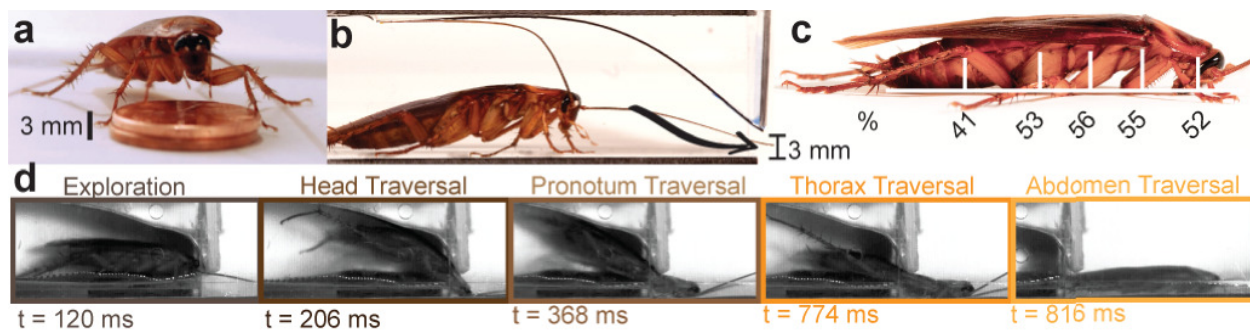 a
3 mm
b
3 mm
c
% 41 53 56 55 52
d
Exploration Head Traversal Pronotum Traversal Thorax Traversal Abdomen Traversal
t = 120 ms t = 206 ms t = 368 ms t = 774 ms t = 816 ms